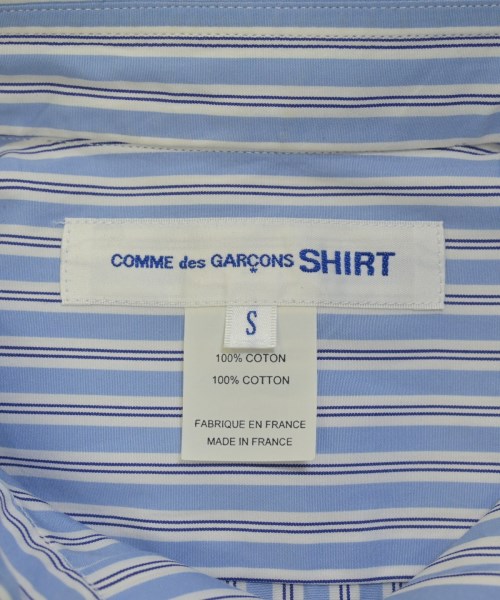 COMME des GARÇONS SHIRT
S
100% COTON
100% COTTON
FABRIQUE EN FRANCE
MADE IN FRANCE